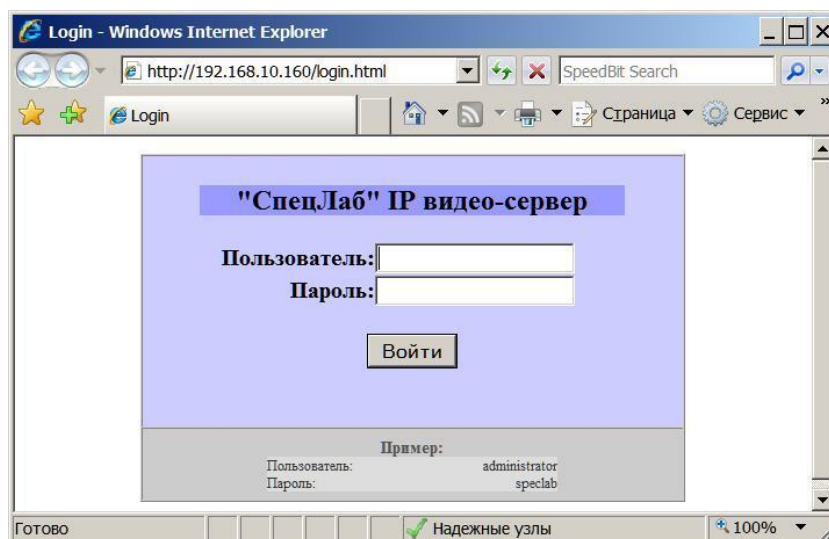 Login - Windows Internet Explorer
http://192.168.10.160/login.html SpeedBit Search
Login Страница Сервис »
"СпецЛаб" IP видео-сервер
Пользователь:
Пароль:
Войти
Пример:
Пользователь: administrator
Пароль: speclab
Готово Надежные узлы 100%